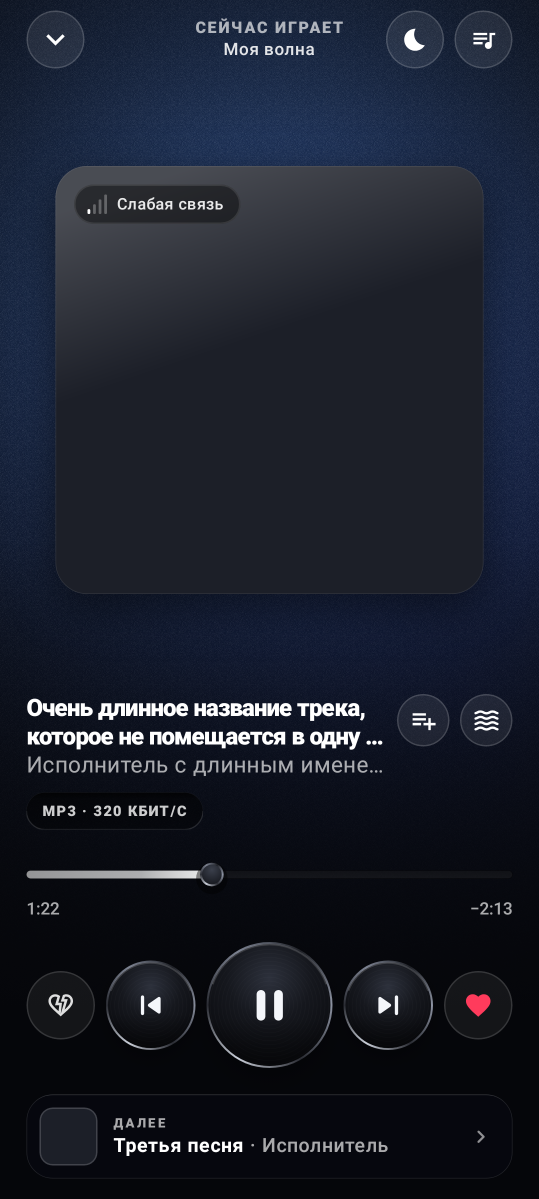 СЕЙЧАС ИГРАЕТ
Моя волна
Слабая связь
Очень длинное название трека,
которое не помещается в одну ...
Исполнитель с длинным имене...
MP3 · 320 КБИТ/С
1:22
−2:13
ДАЛЕЕ
Третья песня · Исполнитель